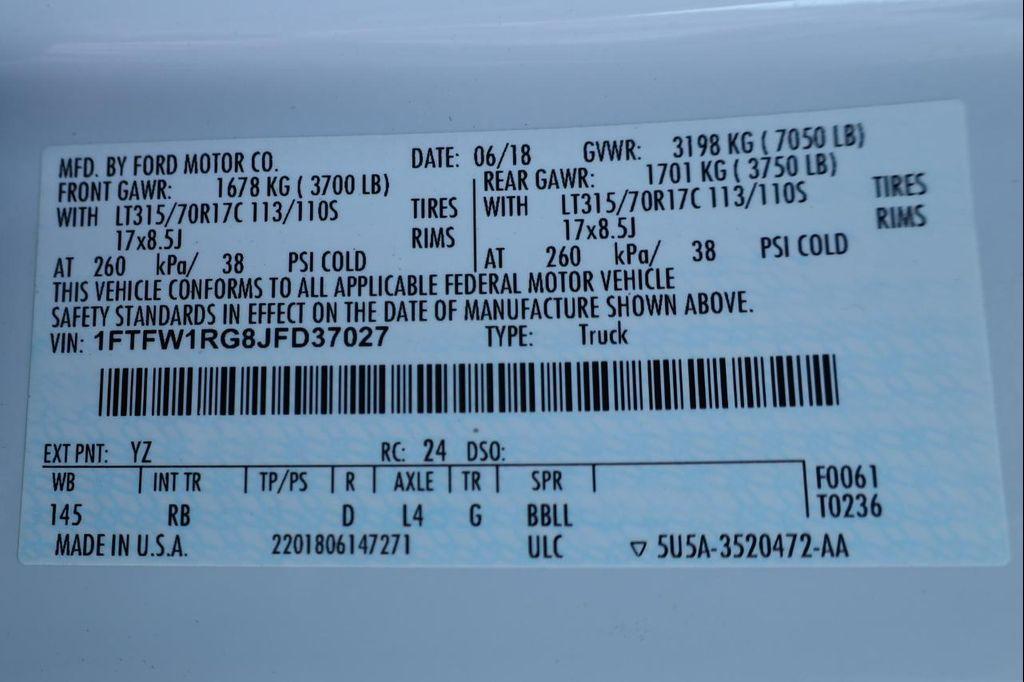 MFD. BY FORD MOTOR CO. DATE: 06/18 GVWR: 3198 KG ( 7050 LB)
FRONT GAWR: 1678 KG ( 3700 LB) REAR GAWR: 1701 KG ( 3750 LB)
WITH LT315/70R17C 113/110S TIRES WITH LT315/70R17C 113/110S TIRES
17x8.5J RIMS 17x8.5J RIMS
AT 260 kPa/ 38 PSI COLD AT 260 kPa/ 38 PSI COLD
THIS VEHICLE CONFORMS TO ALL APPLICABLE FEDERAL MOTOR VEHICLE
SAFETY STANDARDS IN EFFECT ON THE DATE OF MANUFACTURE SHOWN ABOVE.
VIN: 1FTFW1RG8JFD37027 TYPE: Truck
EXT PNT: YZ RC: 24 DSO:
WB INT TR TP/PS R AXLE TR SPR F0061
145 RB D L4 G BBLL T0236
MADE IN U.S.A. 2201806147271 ULC ▽ 5U5A-3520472-AA